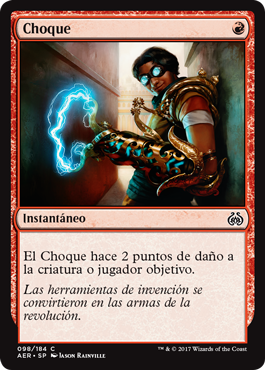 Choque
Instantáneo
El Choque hace 2 puntos de daño a
la criatura o jugador objetivo.
Las herramientas de invención se
convirtieron en las armas de la
revolución.
098/184 C
AER • SP Jason Rainville
™ & © 2017 Wizards of the Coast